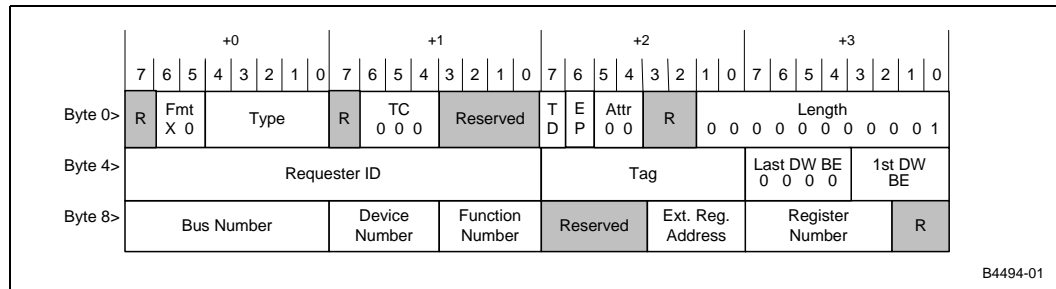 +0 +1 +2 +3
7 6 5 4 3 2 1 0 7 6 5 4 3 2 1 0 7 6 5 4 3 2 1 0 7 6 5 4 3 2 1 0
Byte 0> R Fmt Type R TC Reserved T E Attr R Length
X 0 0 0 0 D P 0 0 0 0 0 0 0 0 0 0 0 1
Byte 4> Requester ID Tag Last DW BE 1st DW
0 0 0 0 BE
Byte 8> Bus Number Device Function Reserved Ext. Reg. Register R
Number Number Address Number
B4494-01